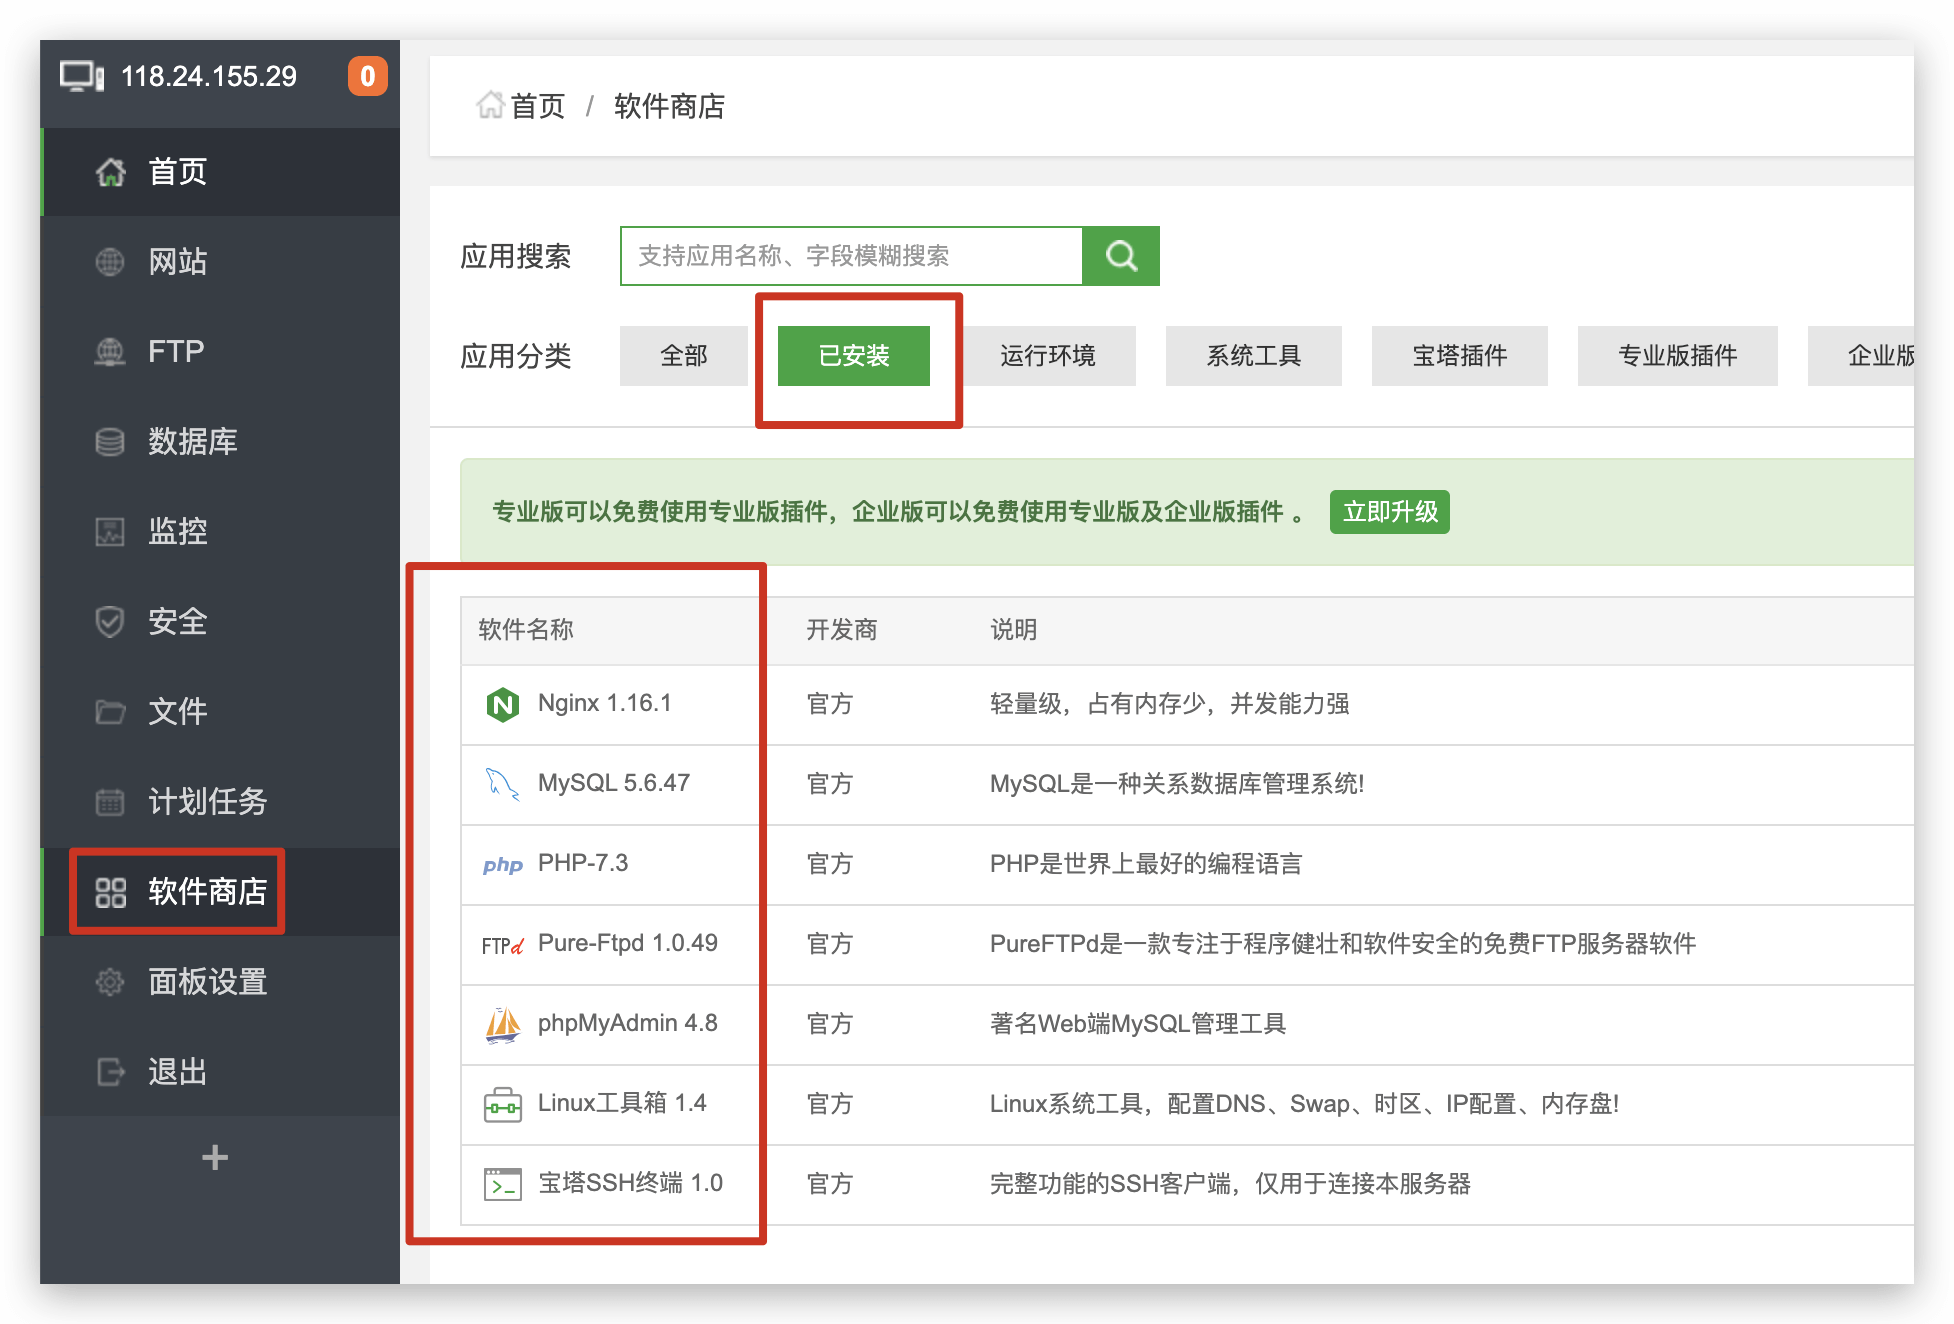 118.24.155.29 0
首页
网站
FTP
数据库
监控
安全
文件
计划任务
软件商店
面板设置
退出
+
首页 / 软件商店
应用搜索 支持应用名称、字段模糊搜索
应用分类 全部 已安装 运行环境 系统工具 宝塔插件 专业版插件 企业版
专业版可以免费使用专业版插件，企业版可以免费使用专业版及企业版插件 。 立即升级
软件名称 开发商 说明
Nginx 1.16.1 官方 轻量级，占有内存少，并发能力强
MySQL 5.6.47 官方 MySQL是一种关系数据库管理系统!
php PHP-7.3 官方 PHP是世界上最好的编程语言
FTPd Pure-Ftpd 1.0.49 官方 PureFTPd是一款专注于程序健壮和软件安全的免费FTP服务器软件
phpMyAdmin 4.8 官方 著名Web端MySQL管理工具
Linux工具箱 1.4 官方 Linux系统工具，配置DNS、Swap、时区、IP配置、内存盘!
宝塔SSH终端 1.0 官方 完整功能的SSH客户端，仅用于连接本服务器